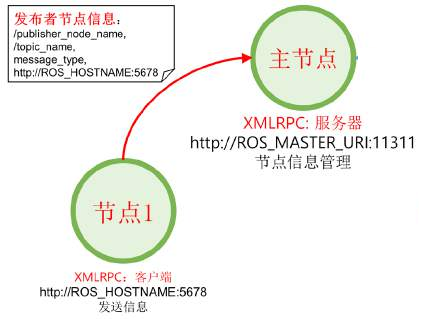 发布者节点信息：
/publisher_node_name,
/topic_name,
message_type,
http://ROS_HOSTNAME:5678
主节点
XMLRPC: 服务器
http://ROS_MASTER_URI:11311
节点信息管理
节点1
XMLRPC：客户端
http://ROS_HOSTNAME:5678
发送信息